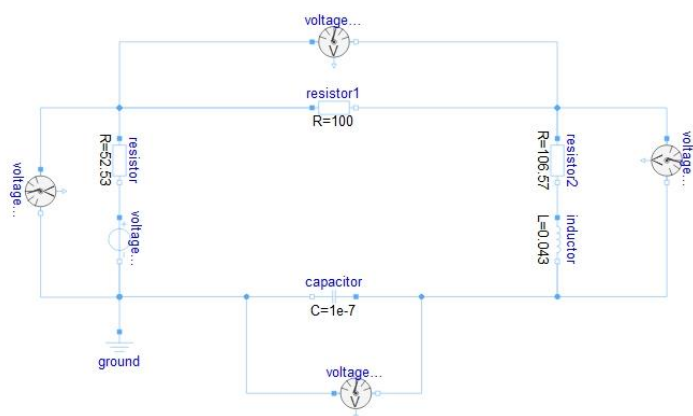 voltage...
V
resistor1
R=100
resistor
R=52.53
resistor2
R=106.57
voltage...
V
voltage...
V
voltage...
inductor
L=0.043
capacitor
C=1e-7
ground
voltage...
V